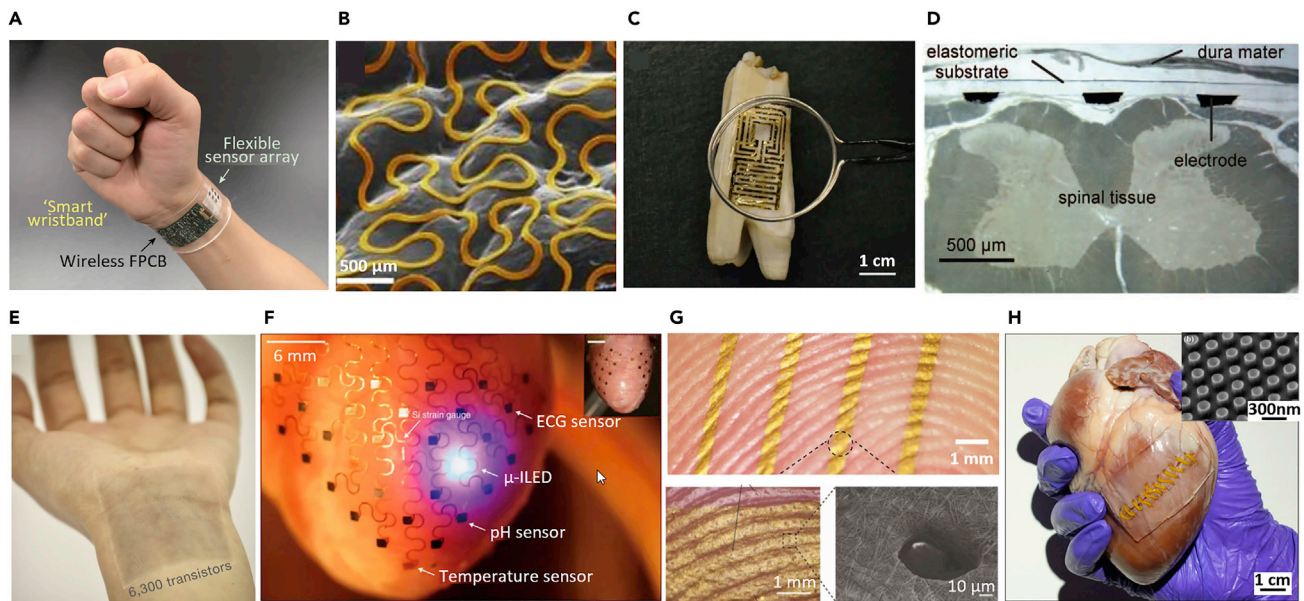 A
B
C
D
Flexible
sensor array
'Smart
wristband'
Wireless FPCB
500 µm
1 cm
elastomeric
substrate
dura mater
electrode
spinal tissue
500 µm
E
F
G
H
6,300 transistors
6 mm
Si strain gauge
ECG sensor
µ-ILED
pH sensor
Temperature sensor
1 mm
1 mm
10 µm
(b)
300nm
1 cm